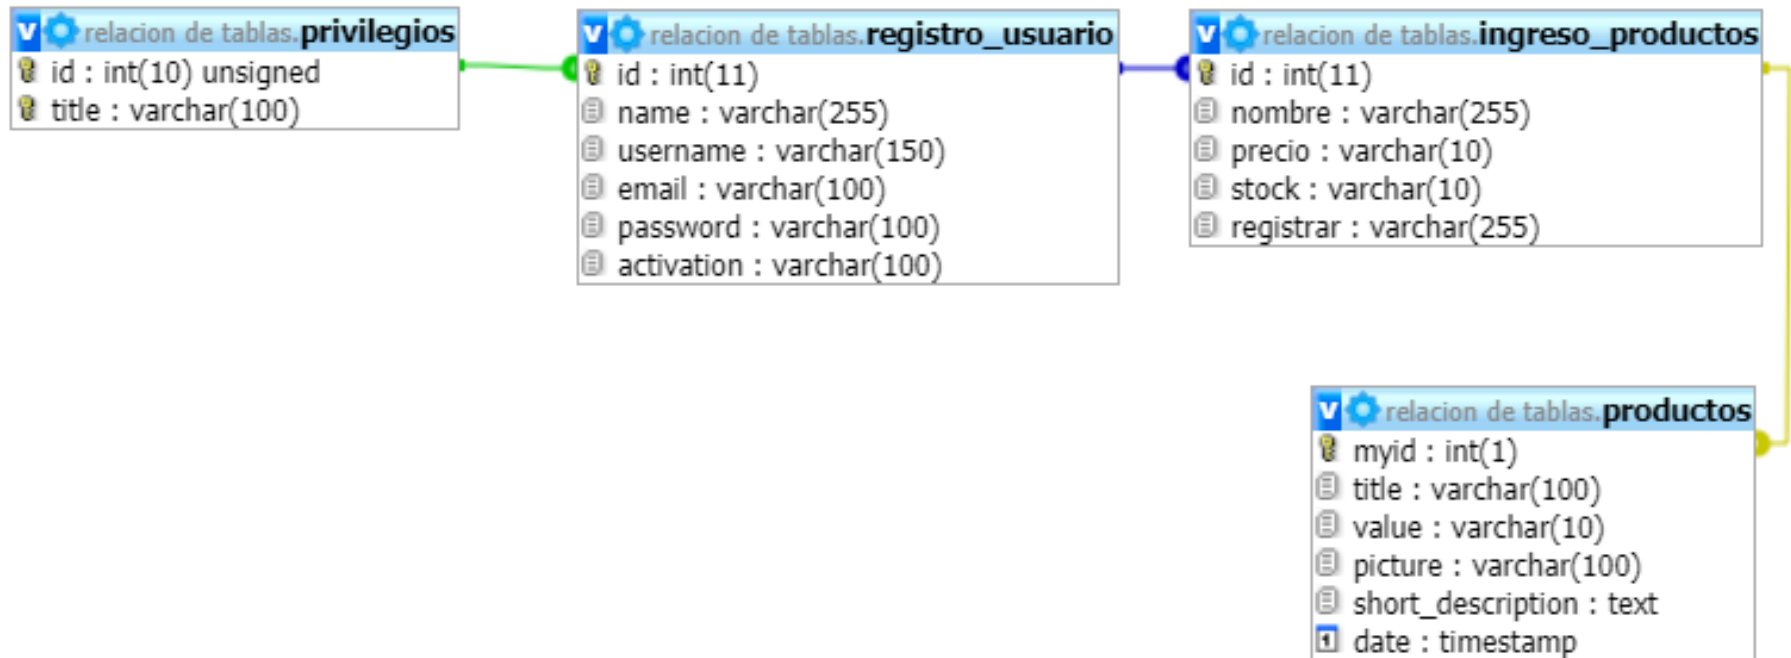 relacion de tablas.privilegios
id : int(10) unsigned
title : varchar(100)
relacion de tablas.registro_usuario
id : int(11)
name : varchar(255)
username : varchar(150)
email : varchar(100)
password : varchar(100)
activation : varchar(100)
relacion de tablas.ingreso_productos
id : int(11)
nombre : varchar(255)
precio : varchar(10)
stock : varchar(10)
registrar : varchar(255)
relacion de tablas.productos
myid : int(1)
title : varchar(100)
value : varchar(10)
picture : varchar(100)
short_description : text
date : timestamp